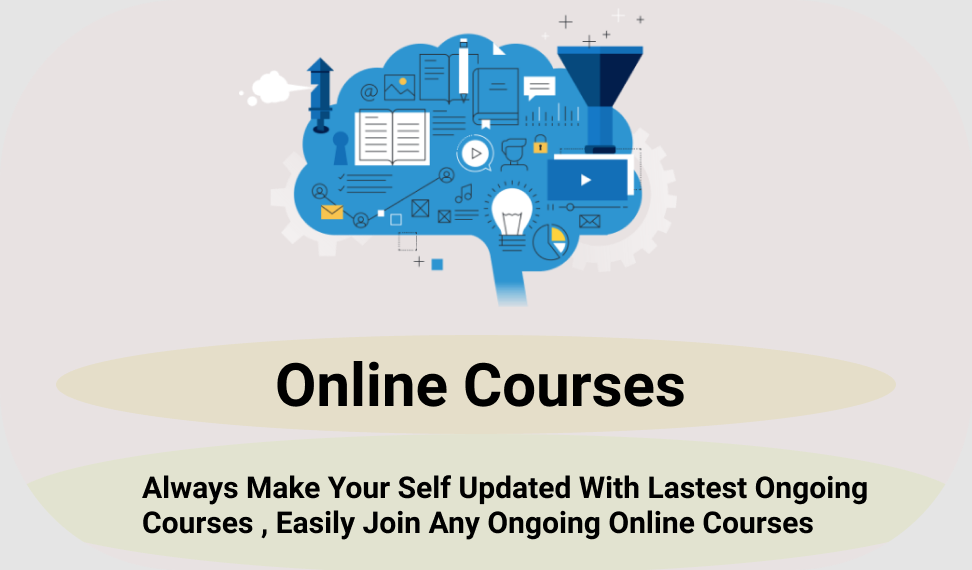 @
Online Courses
Always Make Your Self Updated With Lastest Ongoing
Courses , Easily Join Any Ongoing Online Courses